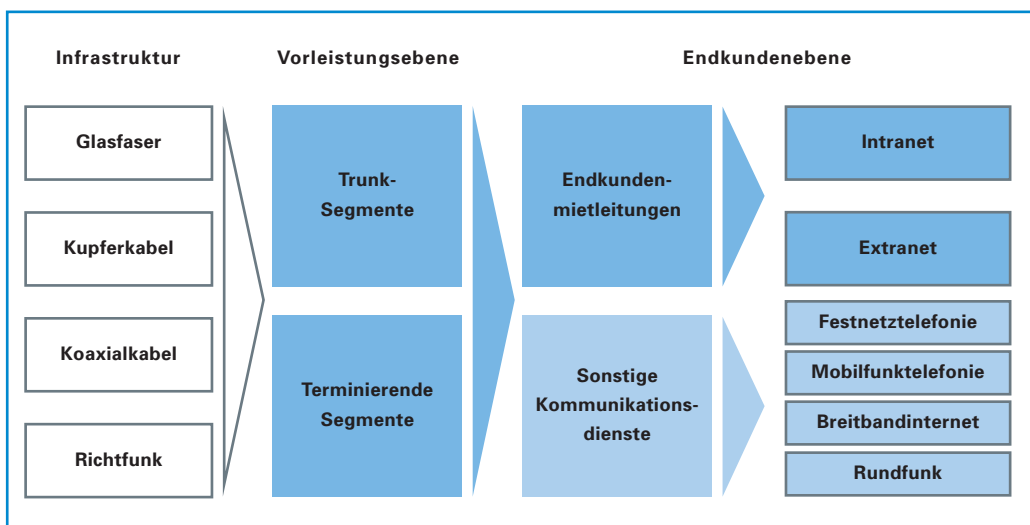 Infrastruktur
Vorleistungsebene
Endkundenebene
Glasfaser
Kupferkabel
Koaxialkabel
Richtfunk
Trunk-
Segmente
Terminierende
Segmente
Endkunden-
mietleitungen
Sonstige
Kommunikations-
dienste
Intranet
Extranet
Festnetztelefonie
Mobilfunktelefonie
Breitbandinternet
Rundfunk